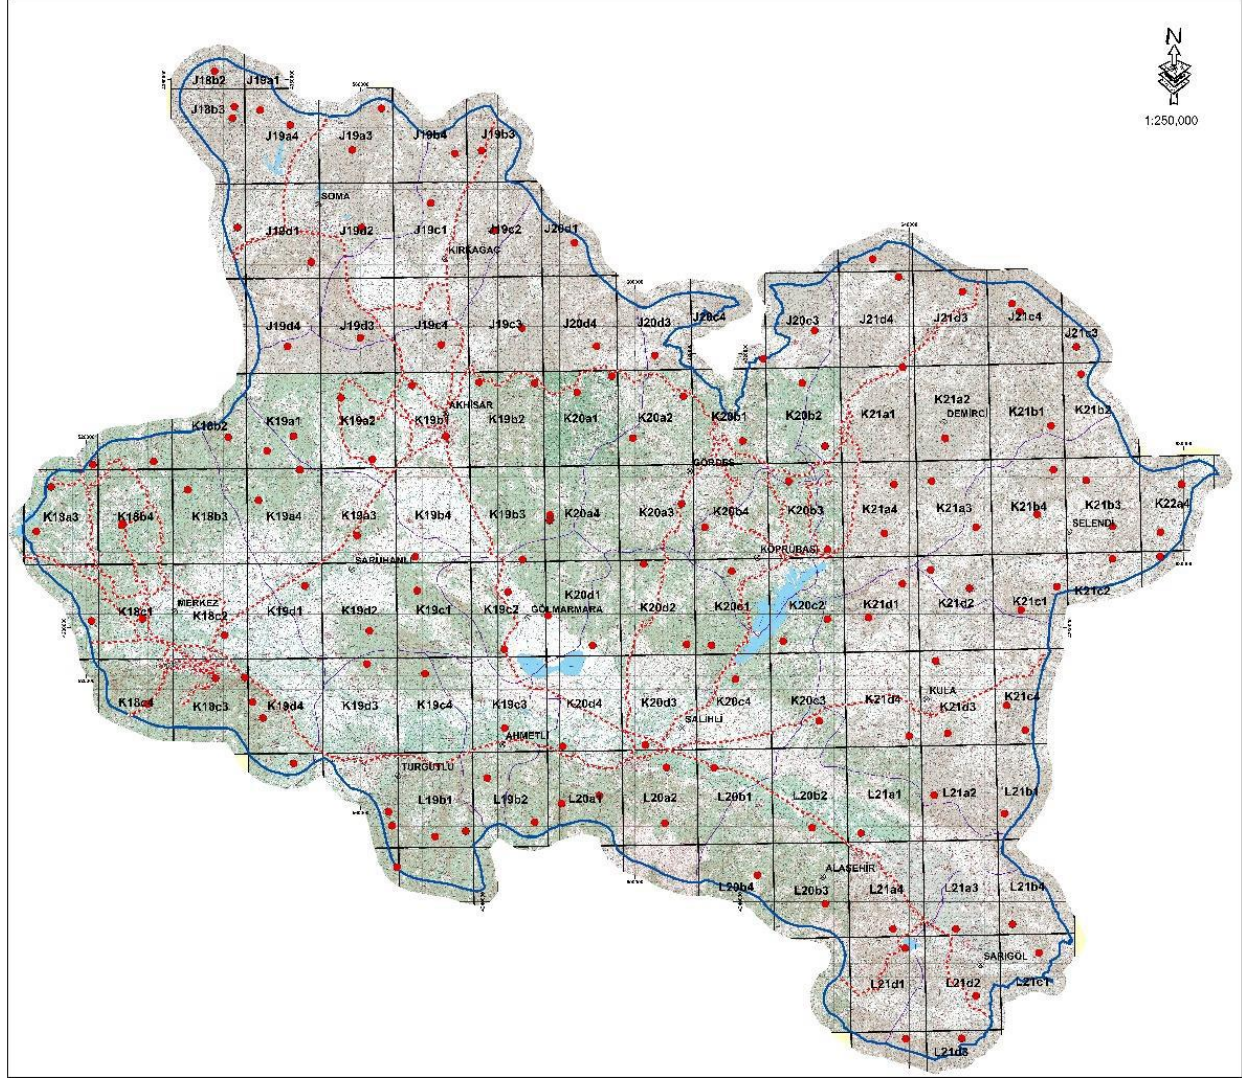 N
1:250,000
J18b2 J19a1
J18b3
J19a4 J19a3 J19b4 J19b3
SOMA
J19d1 J19d2 J19c1 J19c2 J20d1
KIRKAGAÇ
J19d4 J19d3 J19c4 J19c3 J20d4 J20d3 J20c4 J20c3 J21d4 J21d3 J21c4 J21c3
K18b2 K19a1 K19a2 K19b1 K19b2 K20a1 K20a2 K20b1 K20b2 K21a1 K21a2 K21b1 K21b2
AKHİSAR
DEMİRCİ
GÖRDES
K18a3 K18b4 K18b3 K19a4 K19a3 K19b4 K19b3 K20a4 K20a3 K20b4 K20b3 K21a4 K21a3 K21b4 K21b3 K22a4
SELENDİ
SARUHANLI
KÖPRÜBAŞI
K18c1 K18c2 K19d1 K19d2 K19c1 K19c2 K20d1 K20d2 K20c1 K20c2 K21d1 K21d2 K21c1 K21c2
MERKEZ
GÖLMARMARA
K18c4 K18c3 K19d4 K19d3 K19c4 K19c3 K20d4 K20d3 K20c4 K20c3 K21d4 K21d3 K21c4
KULA
SALİHLİ
AHMETLİ
TURGUTLU
L19b1 L19b2 L20a1 L20a2 L20b1 L20b2 L21a1 L21a2 L21b1
ALAŞEHİR
L20b4 L20b3 L21a4 L21a3 L21b4
SARIGÖL
L21d1 L21d2 L21c1
L21d3